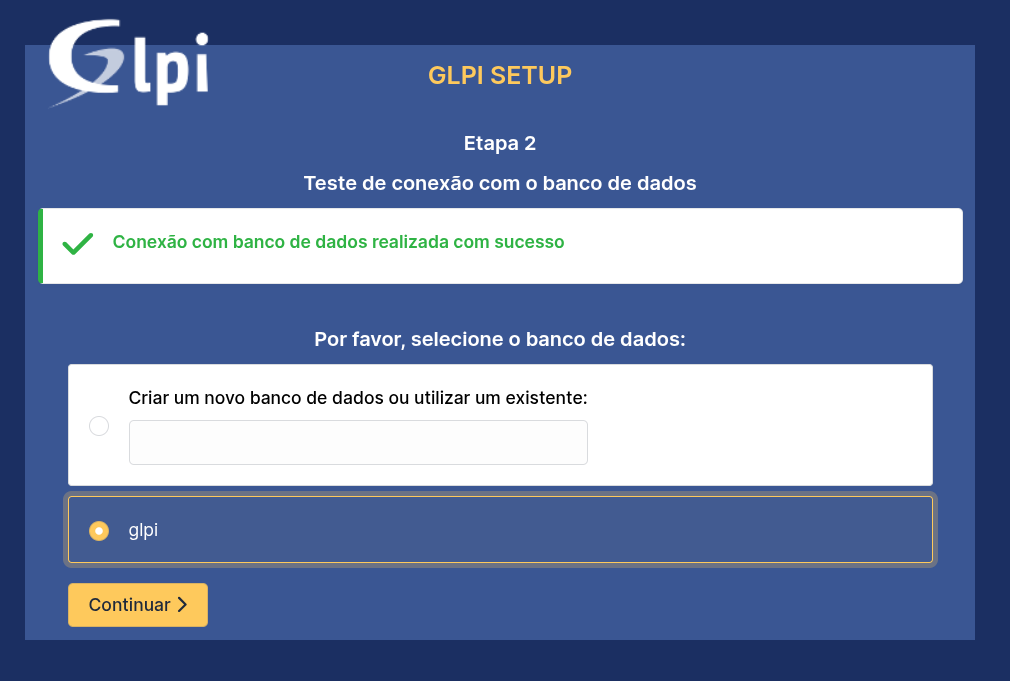 Glpi
GLPI SETUP
Etapa 2
Teste de conexão com o banco de dados
Conexão com banco de dados realizada com sucesso
Por favor, selecione o banco de dados:
Criar um novo banco de dados ou utilizar um existente:
glpi
Continuar